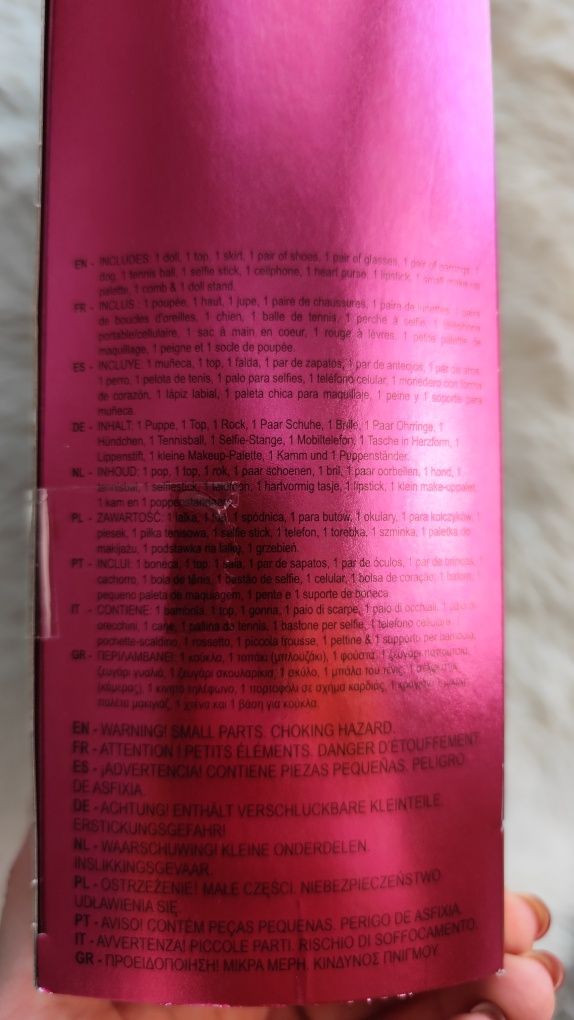 EN - INCLUDES: 1 doll, 1 top, 1 skirt, 1 pair of shoes, 1 pair of glasses, 1 pair of earrings, 1
dog, 1 tennis ball, 1 selfie stick, 1 cellphone, 1 heart purse, 1 lipstick, 1 small make-up
palette, 1 comb & 1 doll stand.
FR - INCLUS : 1 poupée, 1 haut, 1 jupe, 1 paire de chaussures, 1 paire de lunettes, 1 paire
de boucles d'oreilles, 1 chien, 1 balle de tennis, 1 perche à selfie, 1 téléphone
portable/cellulaire, 1 sac à main en coeur, 1 rouge à lèvres, 1 petite palette de
maquillage, 1 peigne et 1 socle de poupée.
ES - INCLUYE: 1 muñeca, 1 top, 1 falda, 1 par de zapatos, 1 par de anteojos, 1 par de aros,
1 perro, 1 pelota de tenis, 1 palo para selfies, 1 teléfono celular, 1 monedero con forma
de corazón, 1 lápiz labial, 1 paleta chica para maquillaje, 1 peine y 1 soporte para
muñeca.
DE - INHALT: 1 Puppe, 1 Top, 1 Rock, 1 Paar Schuhe, 1 Brille, 1 Paar Ohrringe, 1
Hündchen, 1 Tennisball, 1 Selfie-Stange, 1 Mobiltelefon, 1 Tasche in Herzform, 1
Lippenstift, 1 kleine Makeup-Palette, 1 Kamm und 1 Puppenständer.
NL - INHOUD: 1 pop, 1 top, 1 rok, 1 paar schoenen, 1 bril, 1 paar oorbellen, 1 hond, 1
tennisbal, 1 selfiestick, 1 telefoon, 1 hartvormig tasje, 1 lipstick, 1 klein make-uppalet,
1 kam en 1 poppenstandaard.
PL - ZAWARTOŚĆ: 1 lalka, 1 top, 1 spódnica, 1 para butów, 1 okulary, 1 para kolczyków, 1
piesek, 1 piłka tenisowa, 1 selfie stick, 1 telefon, 1 torebka, 1 szminka, 1 paletka do
makijażu, 1 podstawka na lalkę, 1 grzebień.
PT - INCLUI: 1 boneca, 1 top, 1 saia, 1 par de sapatos, 1 par de óculos, 1 par de brincos, 1
cachorro, 1 bola de tênis, 1 bastão de selfie, 1 celular, 1 bolsa de coração, 1 batom, 1
pequeno paleta de maquiagem, 1 pente e 1 suporte de boneca.
IT - CONTIENE: 1 bambola, 1 top, 1 gonna, 1 paio di scarpe, 1 paio di occhiali, 1 paio di
orecchini, 1 cane, 1 pallina da tennis, 1 bastone per selfie, 1 telefono cellulare, 1
pochette-scaldino, 1 rossetto, 1 piccola trousse, 1 pettine & 1 supporto per bambola.
GR - ΠΕΡΙΛΑΜΒΑΝΕΙ: 1 κούκλα, 1 τοπάκι (μπλουζάκι), 1 φούστα, 1 ζευγάρι παπούτσια, 1
ζευγάρι γυαλιά, 1 ζευγάρι σκουλαρίκια, 1 σκύλο, 1 μπάλα του τένις, 1 σέλφι στικ
(κάμερας), 1 κινητό τηλέφωνο, 1 πορτοφόλι σε σχήμα καρδιάς, 1 κραγιόν, 1 μικρή
παλέτα μακιγιάζ, 1 χτένα και 1 βάση για κούκλα.
EN - WARNING! SMALL PARTS. CHOKING HAZARD.
FR - ATTENTION ! PETITS ÉLÉMENTS. DANGER D'ÉTOUFFEMENT.
ES - ¡ADVERTENCIA! CONTIENE PIEZAS PEQUEÑAS. PELIGRO
DE ASFIXIA.
DE - ACHTUNG! ENTHÄLT VERSCHLUCKBARE KLEINTEILE.
ERSTICKUNGSGEFAHR!
NL - WAARSCHUWING! KLEINE ONDERDELEN.
INSLIKKINGSGEVAAR.
PL - OSTRZEŻENIE! MAŁE CZĘŚCI. NIEBEZPIECZEŃSTWO
UDŁAWIENIA SIĘ.
PT - AVISO! CONTÉM PEÇAS PEQUENAS. PERIGO DE ASFIXIA.
IT - AVVERTENZA! PICCOLE PARTI. RISCHIO DI SOFFOCAMENTO.
GR - ΠΡΟΕΙΔΟΠΟΙΗΣΗ! ΜΙΚΡΑ ΜΕΡΗ. ΚΙΝΔΥΝΟΣ ΠΝΙΓΜΟΥ.